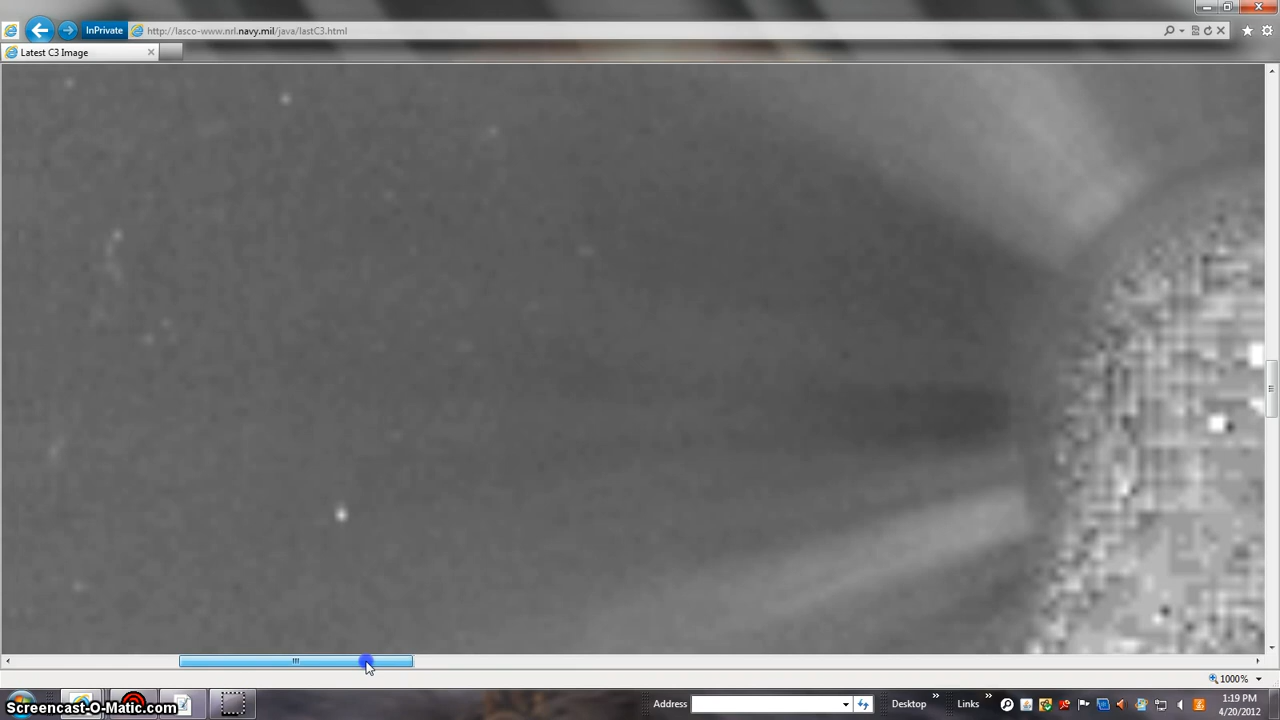 InPrivate
http://lasco-www.nrl.navy.mil/java/lastC3.html
Latest C3 Image
1000%
Address
Desktop
Links
1:19 PM
4/20/2012
Screencast-O-Matic.com